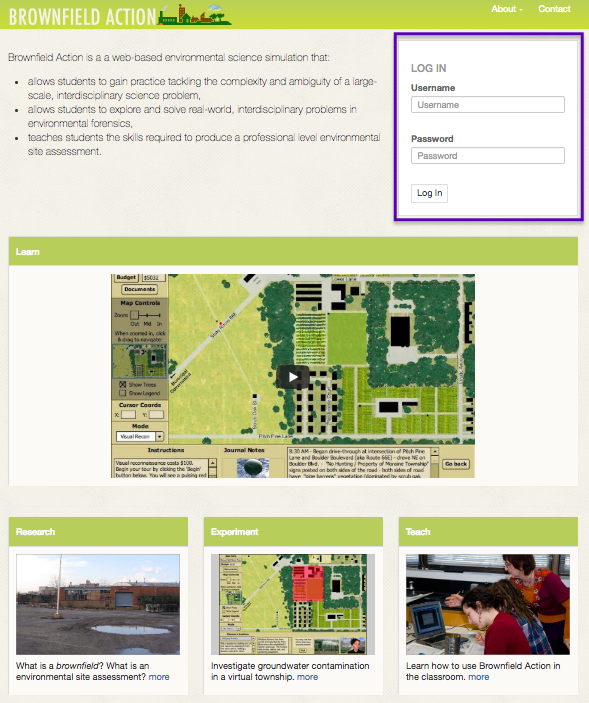 BROWNFIELD ACTION
About
Contact
Brownfield Action is a a web-based environmental science simulation that:
allows students to gain practice tackling the complexity and ambiguity of a large-
scale, interdisciplinary science problem,
allows students to explore and solve real-world, interdisciplinary problems in
environmental forensics,
teaches students the skills required to produce a professional level environmental
site assessment.
LOG IN
Username
Username
Password
Password
Log In
Learn
Budget $5032
Documents
Map Controls
Zoom
Out Mid In
When zoomed in, click
& drag to navigate
Show Trees
Show Legend
Cursor Coords
X: Y:
Mode
Visual Recon
Municipal
Pitch Pine Lane
Instructions
Visual reconnaissance costs $100.
Begin your tour by clicking the 'Begin'
button below. You will see a pulsing red
Journal Notes
8:30 AM - Began drive-through at intersection of Pitch Pine
Lane and Boulder Boulevard (aka Route 66E) - drove NE on
Boulder Blvd. - "No Hunting / Property of Moraine Township"
signs posted on both sides of the road - both sides of road
have "pine barrens" vegetation (dominated by scrub oak
Go back
Research
What is a brownfield? What is an
environmental site assessment? more
Experiment
Investigate groundwater contamination
in a virtual township. more
Teach
Learn how to use Brownfield Action in
the classroom. more